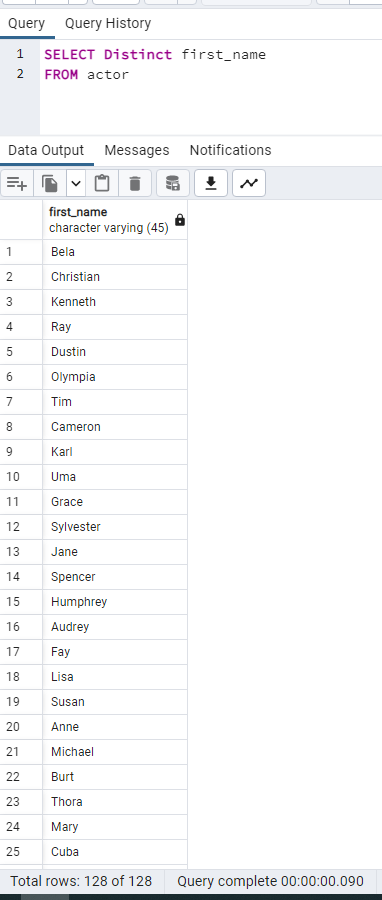 Query Query History
1 SELECT Distinct first_name
2 FROM actor
Data Output Messages Notifications
first_name
character varying (45)
1 Bela
2 Christian
3 Kenneth
4 Ray
5 Dustin
6 Olympia
7 Tim
8 Cameron
9 Karl
10 Uma
11 Grace
12 Sylvester
13 Jane
14 Spencer
15 Humphrey
16 Audrey
17 Fay
18 Lisa
19 Susan
20 Anne
21 Michael
22 Burt
23 Thora
24 Mary
25 Cuba
Total rows: 128 of 128 Query complete 00:00:00.090